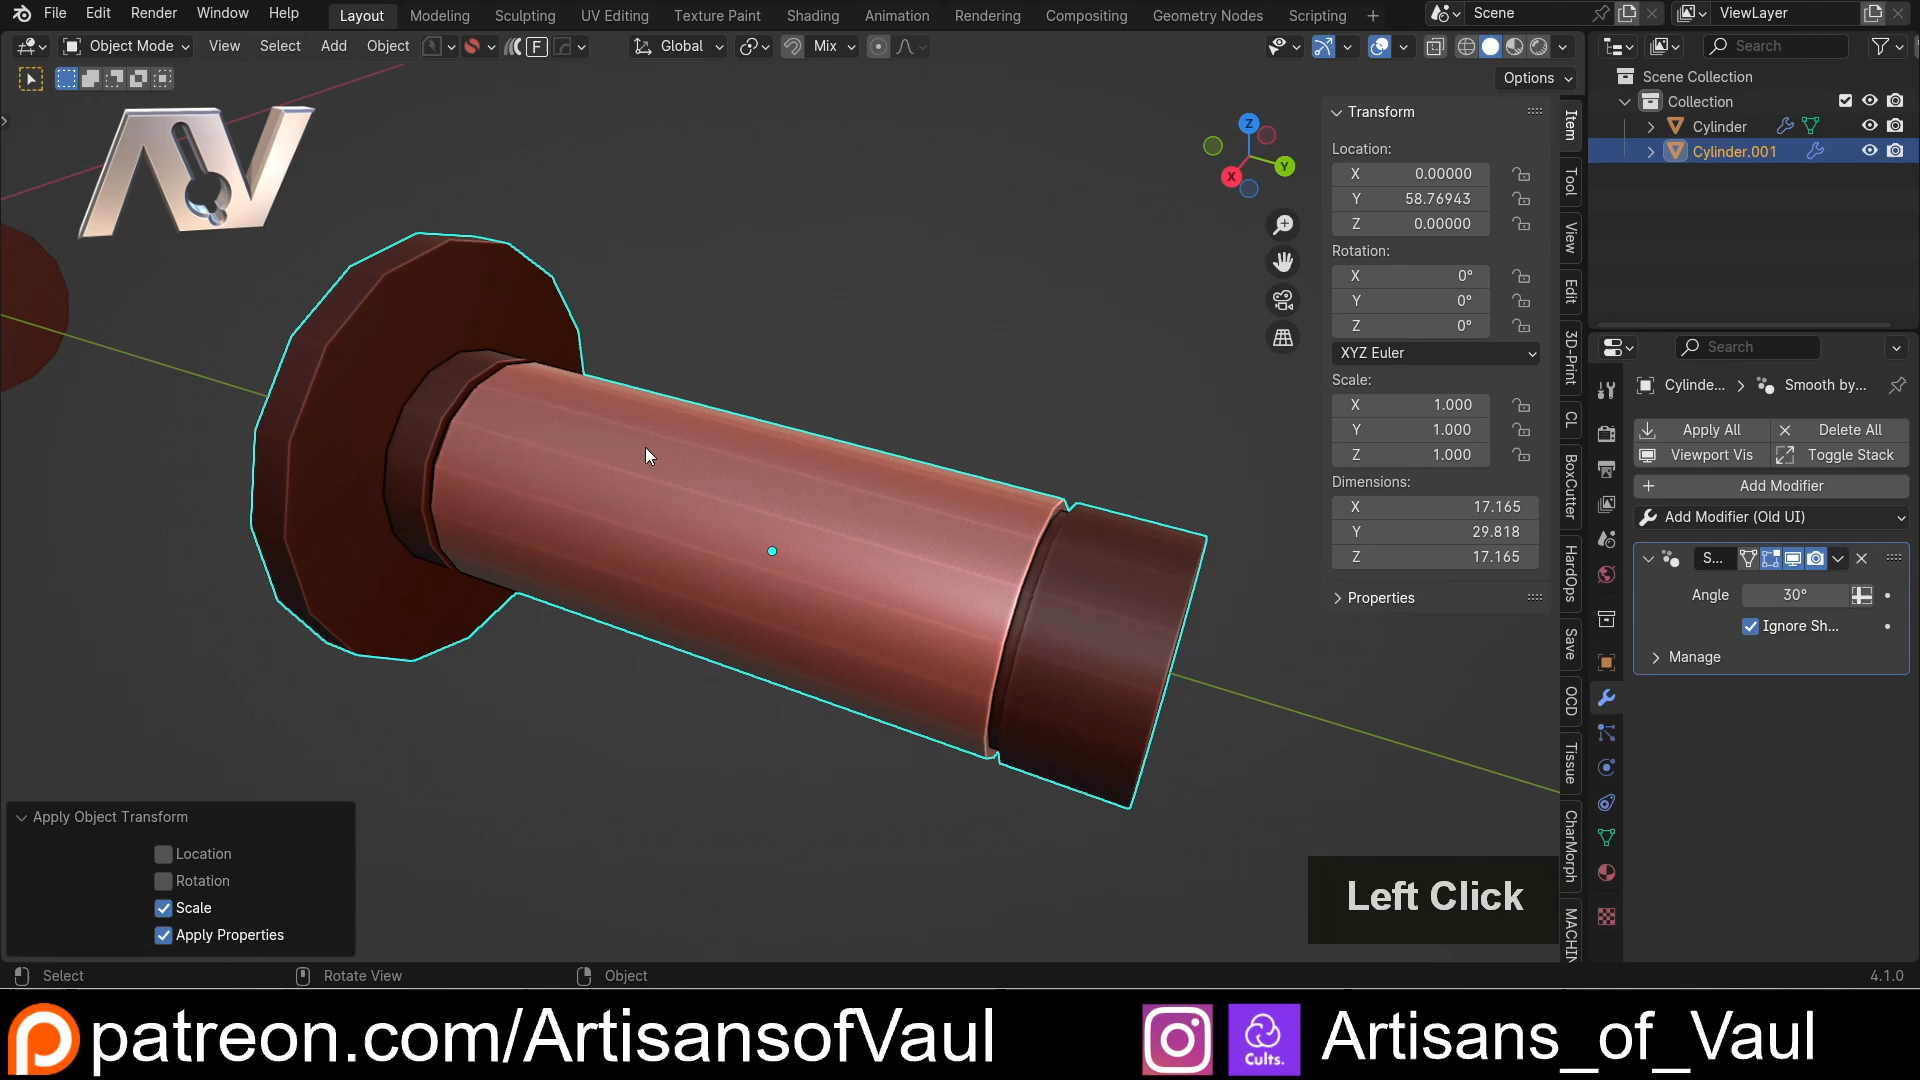 File Edit Render Window Help Layout Modeling Sculpting UV Editing Texture Paint Shading Animation Rendering Compositing Geometry Nodes Scripting + Scene ViewLayer
Object Mode View Select Add Object F Global Mix Search
Options
Scene Collection
Collection
Cylinder
Cylinder.001
AV
Z
Y
X
Transform
Location:
X 0.00000
Y 58.76943
Z 0.00000
Rotation:
X 0°
Y 0°
Z 0°
XYZ Euler
Scale:
X 1.000
Y 1.000
Z 1.000
Dimensions:
X 17.165
Y 29.818
Z 17.165
Properties
Item
Tool
View
Edit
3D-Print
CL
BoxCutter
HardOps
Save
OCD
Tissue
CharMorph
MACHIN
Search
Cylinde... Smooth by...
Apply All Delete All
Viewport Vis Toggle Stack
Add Modifier
Add Modifier (Old UI)
S...
Angle 30°
Ignore Sh...
Manage
Apply Object Transform
Location
Rotation
Scale
Apply Properties
Left Click
Select Rotate View Object 4.1.0
patreon.com/ArtisansofVaul Cults. Artisans_of_Vaul